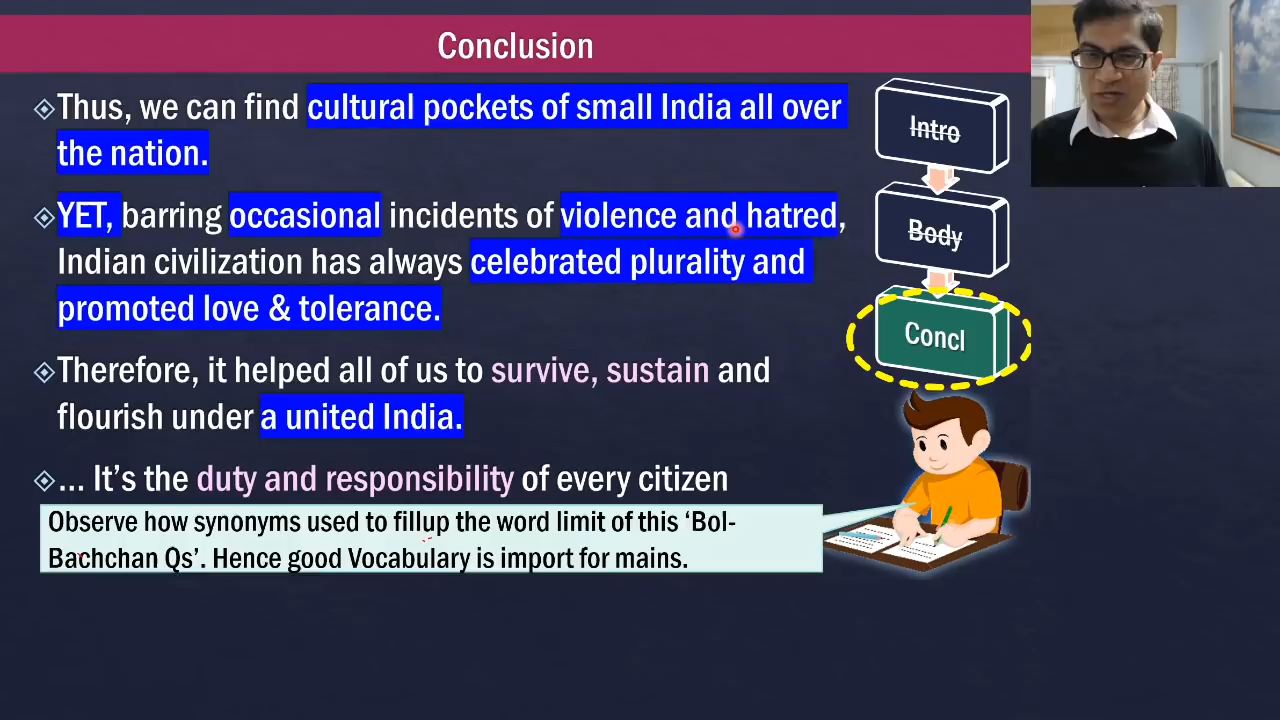 Conclusion
Thus, we can find cultural pockets of small India all over
the nation.
YET, barring occasional incidents of violence and hatred,
Indian civilization has always celebrated plurality and
promoted love & tolerance.
Therefore, it helped all of us to survive, sustain and
flourish under a united India.
... It's the duty and responsibility of every citizen
Observe how synonyms used to fillup the word limit of this 'Bol-
Bachchan Qs'. Hence good Vocabulary is import for mains.
Intro
Body
Concl